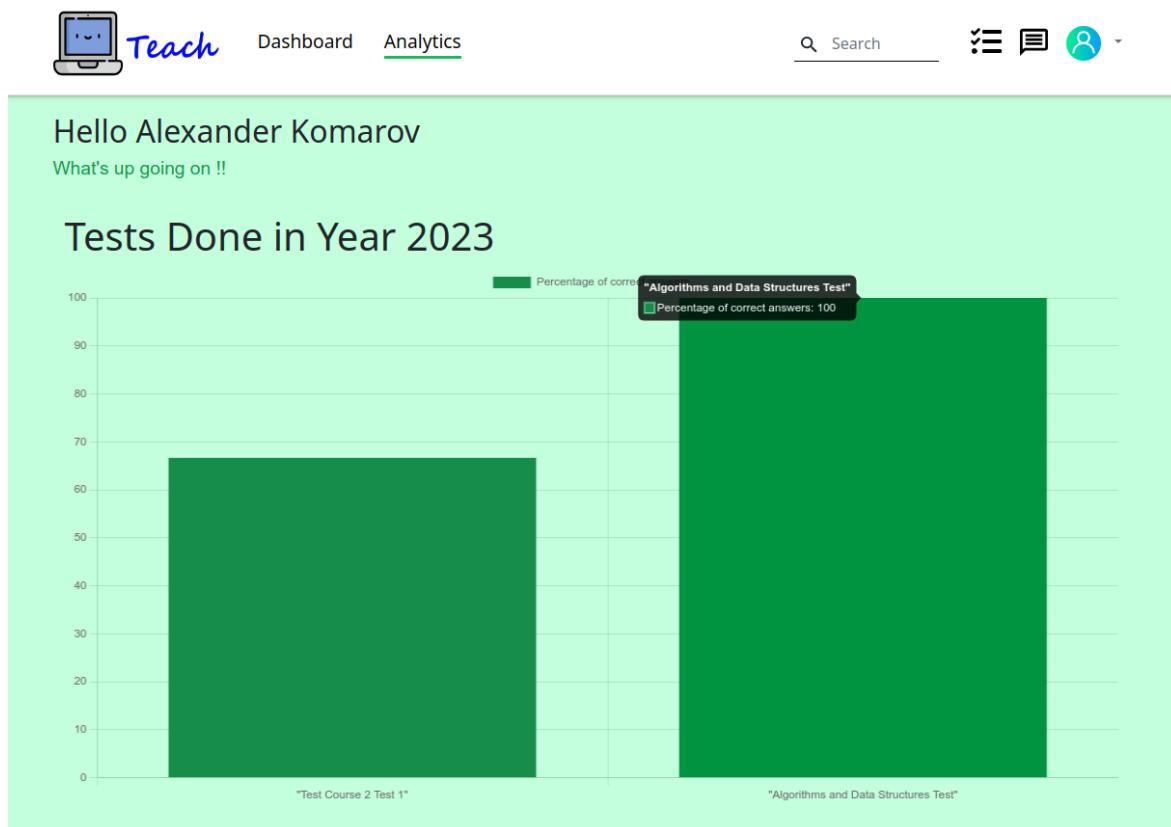 Teach Dashboard Analytics Search
Hello Alexander Komarov
What's up going on !!
Tests Done in Year 2023
Percentage of
"Algorithms and Data Structures Test"
Percentage of correct answers: 100
100
90
80
70
60
50
40
30
20
10
0
"Test Course 2 Test 1" "Algorithms and Data Structures Test"